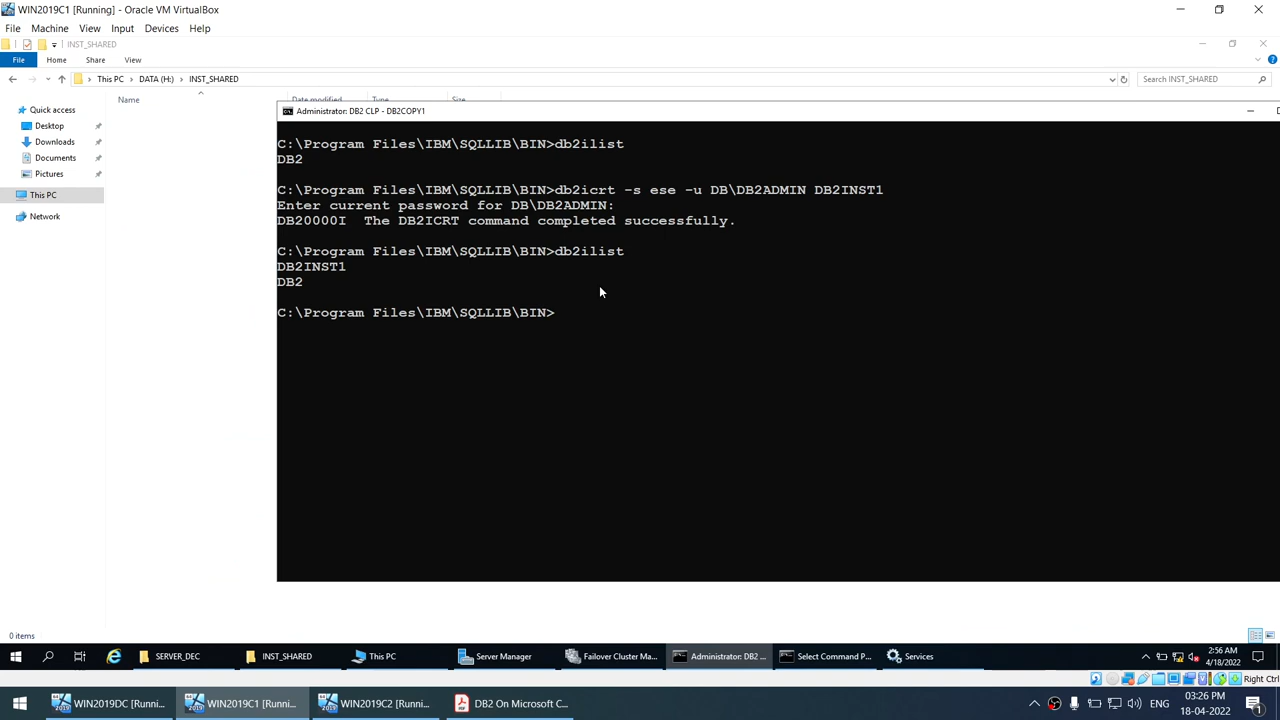 WIN2019C1 [Running] - Oracle VM VirtualBox
File Machine View Input Devices Help
INST_SHARED
File Home Share View
This PC DATA (H:) INST_SHARED
Search INST_SHARED
Quick access
Desktop
Downloads
Documents
Pictures
This PC
Network
Name
Date modified Type Size
Administrator: DB2 CLP - DB2COPY1
C:\Program Files\IBM\SQLLIB\BIN>db2ilist
DB2
C:\Program Files\IBM\SQLLIB\BIN>db2icrt -s ese -u DB\DB2ADMIN DB2INST1
Enter current password for DB\DB2ADMIN:
DB20000I  The DB2ICRT command completed successfully.
C:\Program Files\IBM\SQLLIB\BIN>db2ilist
DB2INST1
DB2
C:\Program Files\IBM\SQLLIB\BIN>
0 items
SERVER_DEC INST_SHARED This PC Server Manager Failover Cluster Ma... Administrator: DB2 ... Select Command P... Services
2:56 AM
4/18/2022
Right Ctrl
WIN2019DC [Runnin... WIN2019C1 [Runni... WIN2019C2 [Runni... DB2 On Microsoft C...
ENG
03:26 PM
18-04-2022
1